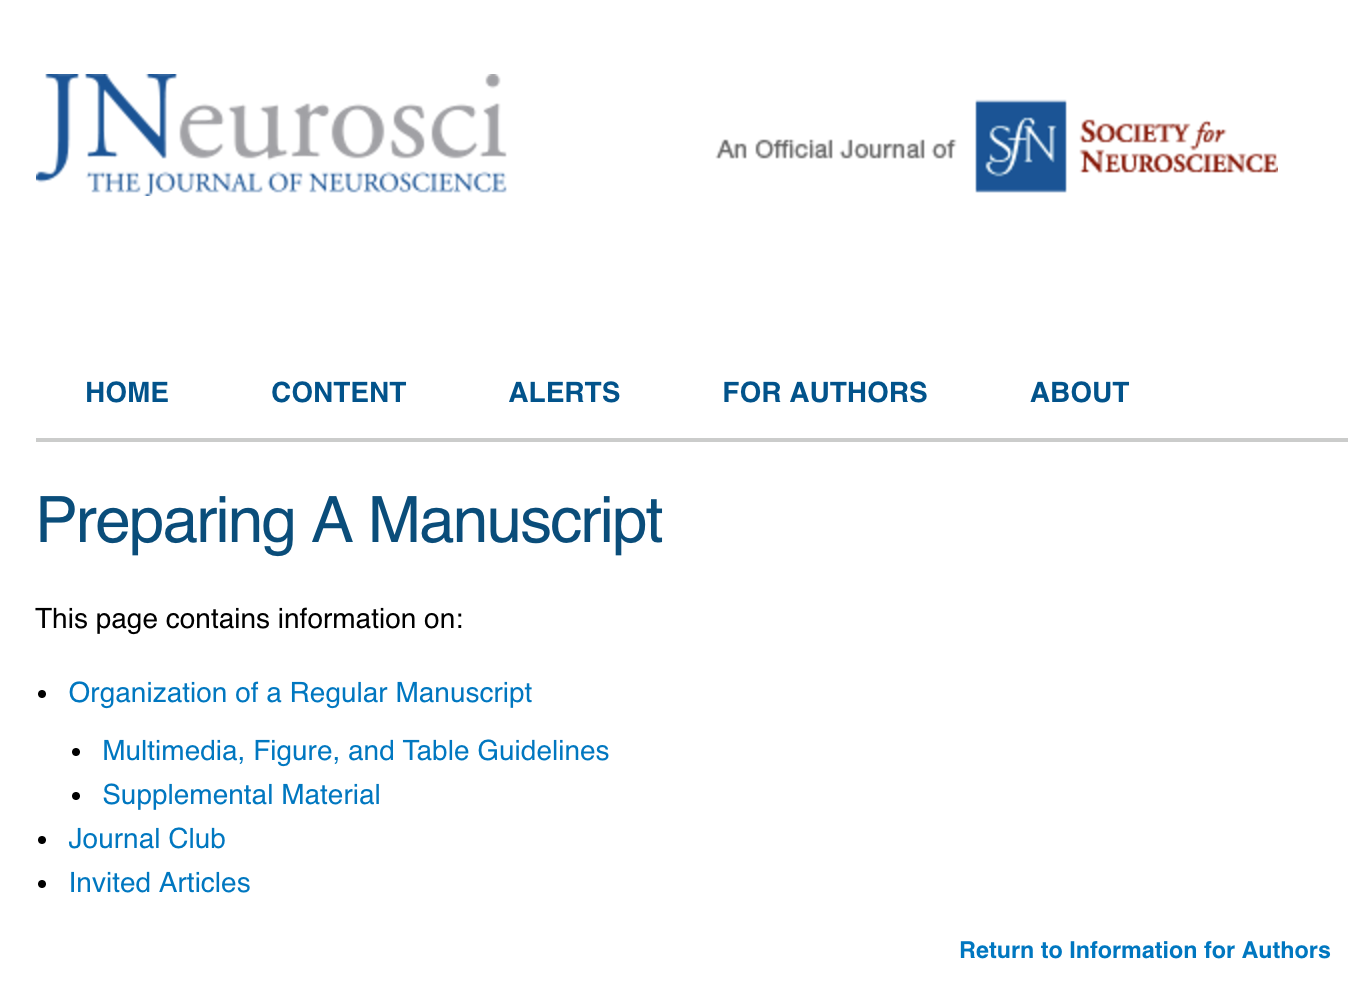 JNeurosci
THE JOURNAL OF NEUROSCIENCE
An Official Journal of
SfN
SOCIETY for
NEUROSCIENCE
HOME CONTENT ALERTS FOR AUTHORS ABOUT
Preparing A Manuscript
This page contains information on:
• Organization of a Regular Manuscript
• Multimedia, Figure, and Table Guidelines
• Supplemental Material
• Journal Club
• Invited Articles
Return to Information for Authors